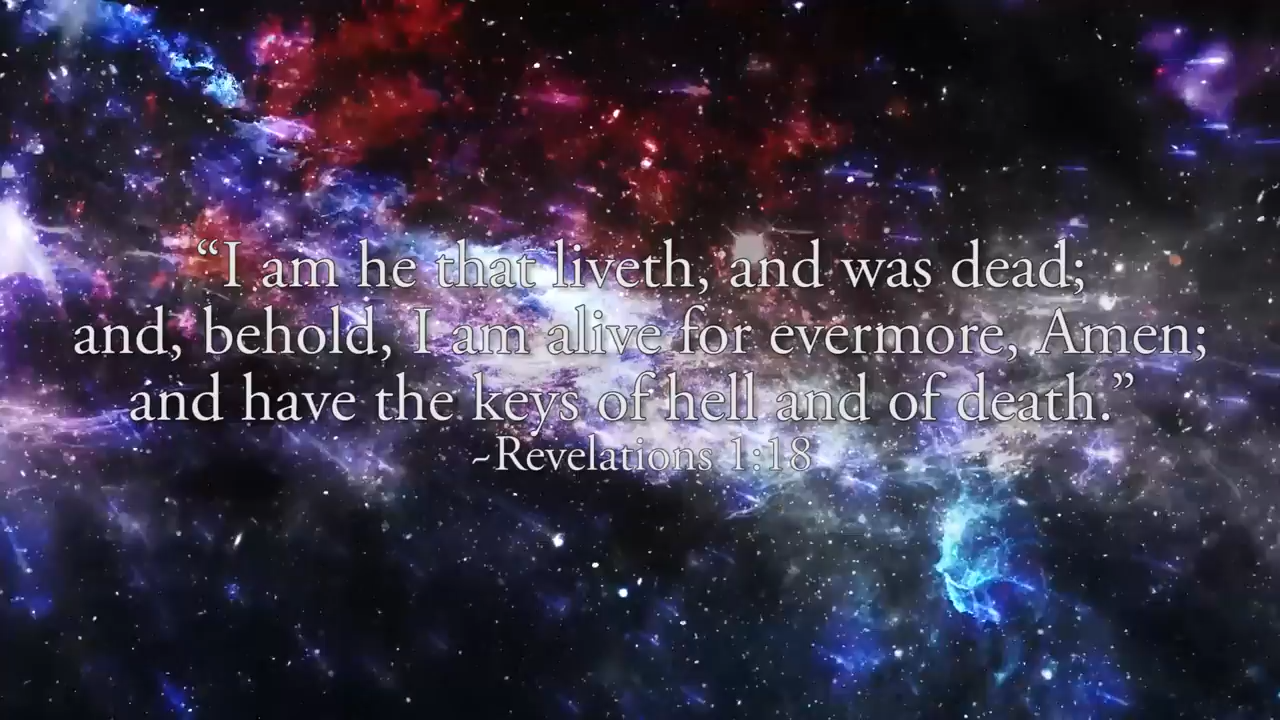 “I am he that liveth, and was dead;
and, behold, I am alive for evermore, Amen;
and have the keys of hell and of death.”
~Revelations 1:18